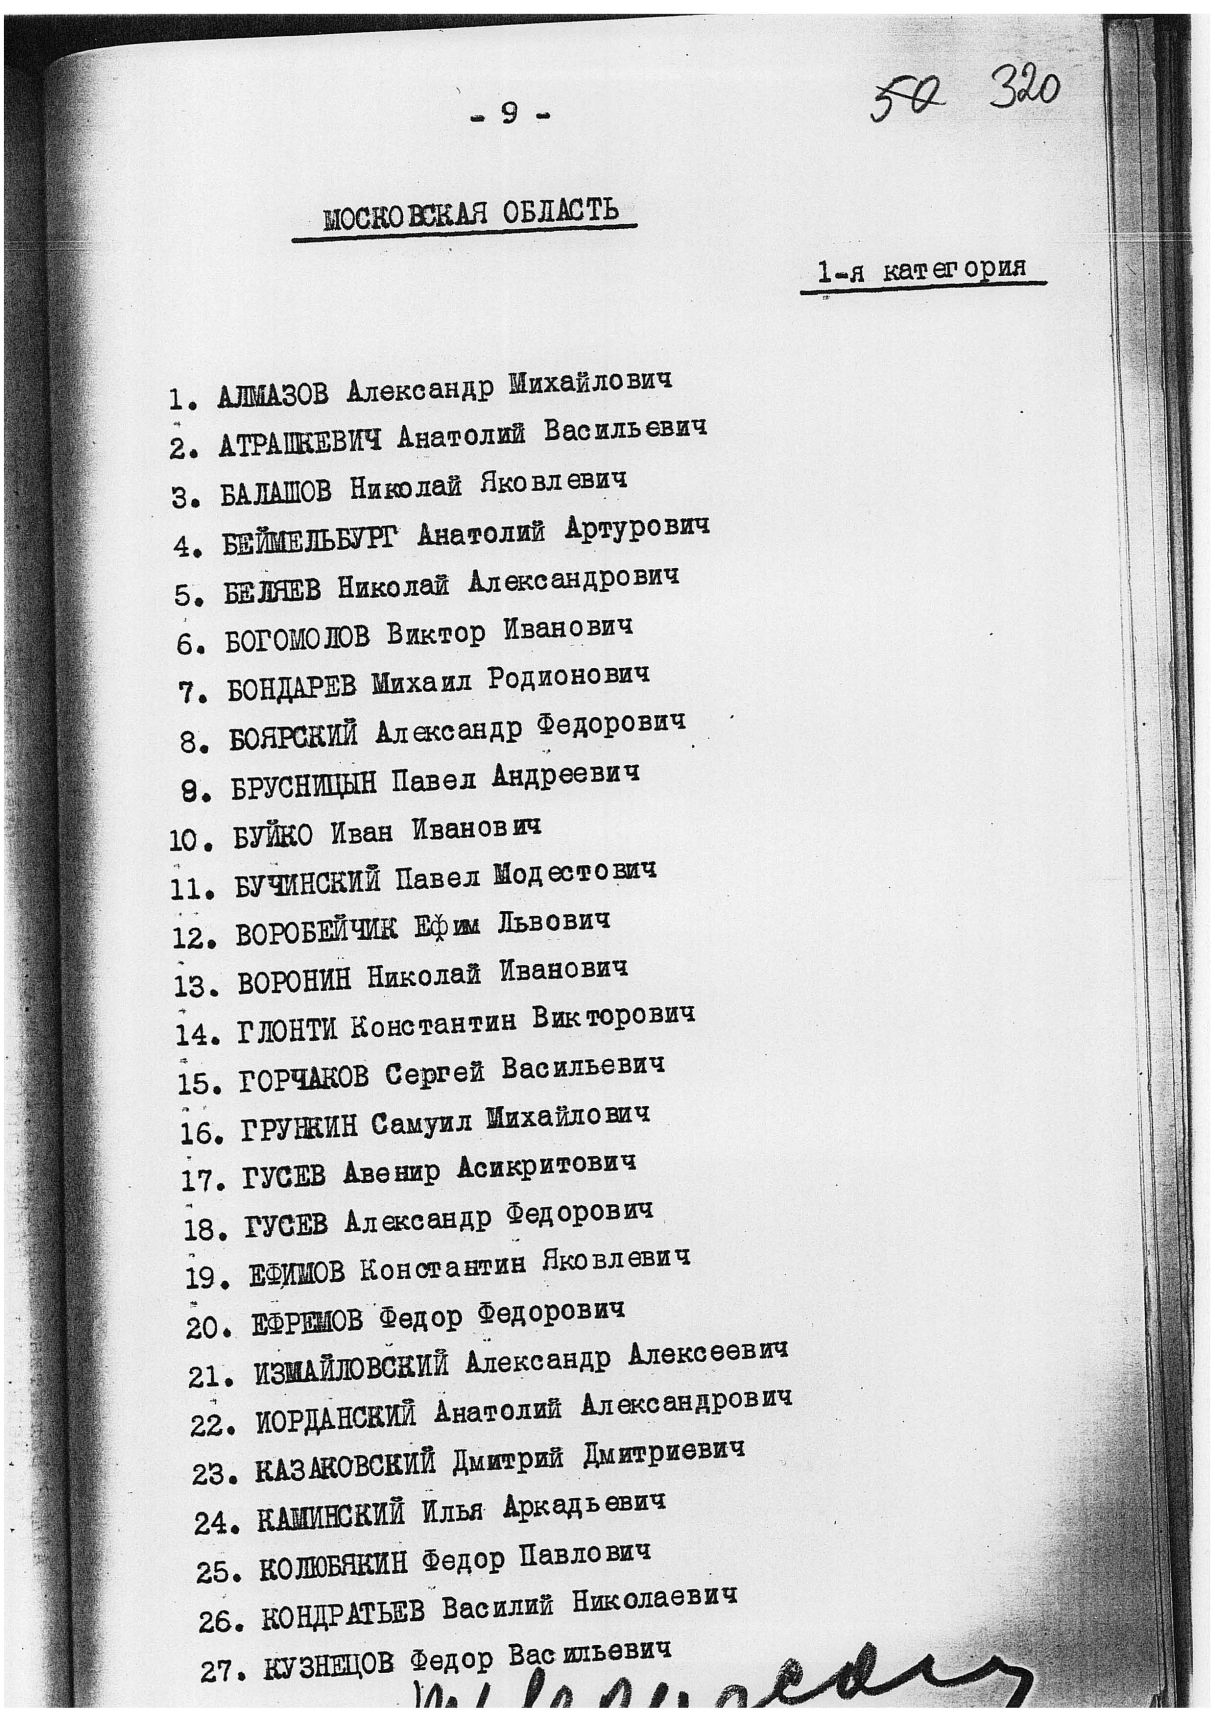 - 9 -
50 320
МОСКОВСКАЯ ОБЛАСТЬ
1-я категория
1. АЛМАЗОВ Александр Михайлович
2. АТРАШКЕВИЧ Анатолий Васильевич
3. БАЛАШОВ Николай Яковлевич
4. БЕЙМЕЛЬБУРГ Анатолий Артурович
5. БЕЛЯЕВ Николай Александрович
6. БОГОМОЛОВ Виктор Иванович
7. БОНДАРЕВ Михаил Родионович
8. БОЯРСКИЙ Александр Федорович
9. БРУСНИЦЫН Павел Андреевич
10. БУЙКО Иван Иванович
11. БУЧИНСКИЙ Павел Модестович
12. ВОРОБЕЙЧИК Ефим Львович
13. ВОРОНИН Николай Иванович
14. ГЛОНТИ Константин Викторович
15. ГОРЧАКОВ Сергей Васильевич
16. ГРУНКИН Самуил Михайлович
17. ГУСЕВ Авенир Асикритович
18. ГУСЕВ Александр Федорович
19. ЕФИМОВ Константин Яковлевич
20. ЕФРЕМОВ Федор Федорович
21. ИЗМАЙЛОВСКИЙ Александр Алексеевич
22. ИОРДАНСКИЙ Анатолий Александрович
23. КАЗАКОВСКИЙ Дмитрий Дмитриевич
24. КАМИНСКИЙ Илья Аркадьевич
25. КОЛЮБЯКИН Федор Павлович
26. КОНДРАТЬЕВ Василий Николаевич
27. КУЗНЕЦОВ Федор Васильевич